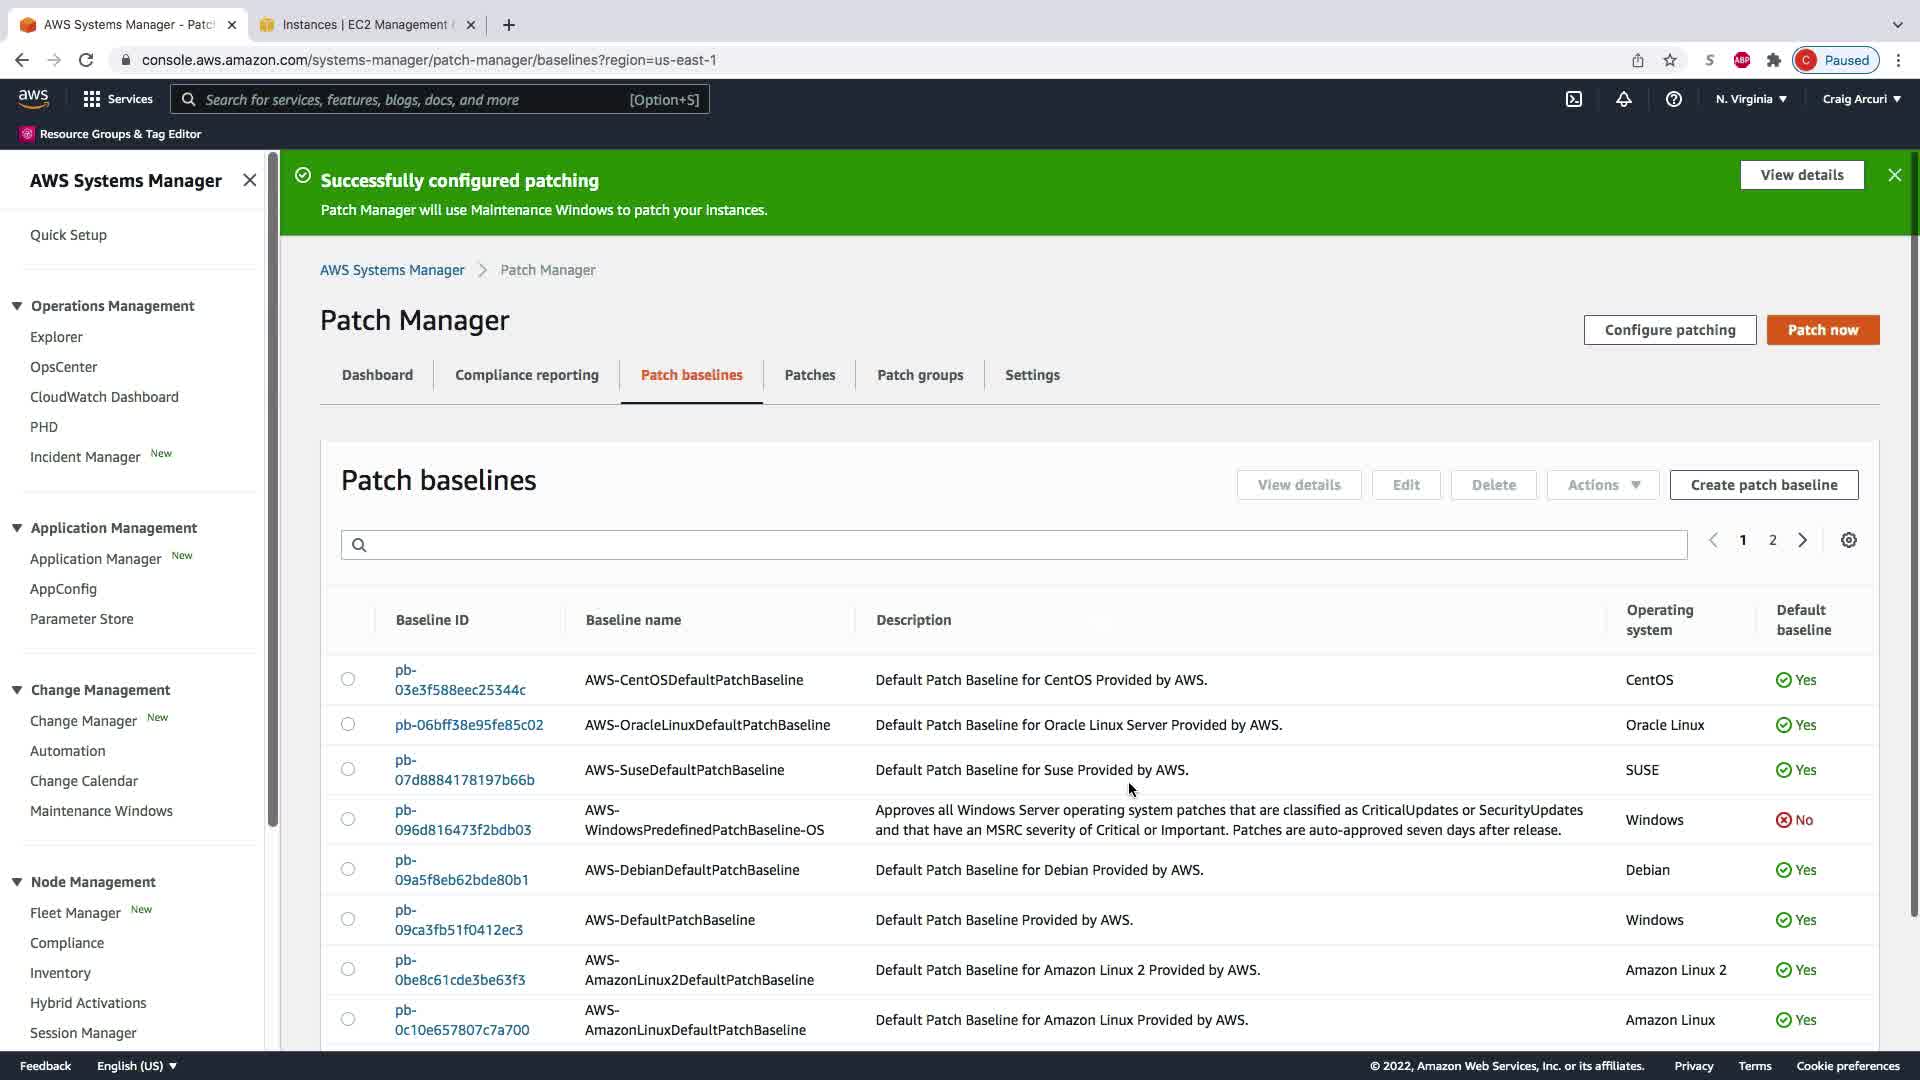 AWS Systems Manager - Patc
Instances | EC2 Management
console.aws.amazon.com/systems-manager/patch-manager/baselines?region=us-east-1
S
ABP
C Paused
aws
Services
Search for services, features, blogs, docs, and more [Option+S]
N. Virginia
Craig Arcuri
Resource Groups & Tag Editor
AWS Systems Manager
Quick Setup
Operations Management
Explorer
OpsCenter
CloudWatch Dashboard
PHD
Incident Manager New
Application Management
Application Manager New
AppConfig
Parameter Store
Change Management
Change Manager New
Automation
Change Calendar
Maintenance Windows
Node Management
Fleet Manager New
Compliance
Inventory
Hybrid Activations
Session Manager
Successfully configured patching
Patch Manager will use Maintenance Windows to patch your instances.
View details
AWS Systems Manager > Patch Manager
Patch Manager
Configure patching
Patch now
Dashboard
Compliance reporting
Patch baselines
Patches
Patch groups
Settings
Patch baselines
View details
Edit
Delete
Actions
Create patch baseline
1 2
Baseline ID
Baseline name
Description
Operating system
Default baseline
pb-
03e3f588eec25344c
AWS-CentOSDefaultPatchBaseline
Default Patch Baseline for CentOS Provided by AWS.
CentOS
Yes
pb-06bff38e95fe85c02
AWS-OracleLinuxDefaultPatchBaseline
Default Patch Baseline for Oracle Linux Server Provided by AWS.
Oracle Linux
Yes
pb-
07d8884178197b66b
AWS-SuseDefaultPatchBaseline
Default Patch Baseline for Suse Provided by AWS.
SUSE
Yes
pb-
096d816473f2bdb03
AWS-
WindowsPredefinedPatchBaseline-OS
Approves all Windows Server operating system patches that are classified as CriticalUpdates or SecurityUpdates
and that have an MSRC severity of Critical or Important. Patches are auto-approved seven days after release.
Windows
No
pb-
09a5f8eb62bde80b1
AWS-DebianDefaultPatchBaseline
Default Patch Baseline for Debian Provided by AWS.
Debian
Yes
pb-
09ca3fb51f0412ec3
AWS-DefaultPatchBaseline
Default Patch Baseline Provided by AWS.
Windows
Yes
pb-
0be8c61cde3be63f3
AWS-
AmazonLinux2DefaultPatchBaseline
Default Patch Baseline for Amazon Linux 2 Provided by AWS.
Amazon Linux 2
Yes
pb-
0c10e657807c7a700
AWS-
AmazonLinuxDefaultPatchBaseline
Default Patch Baseline for Amazon Linux Provided by AWS.
Amazon Linux
Yes
Feedback
English (US)
© 2022, Amazon Web Services, Inc. or its affiliates.
Privacy
Terms
Cookie preferences